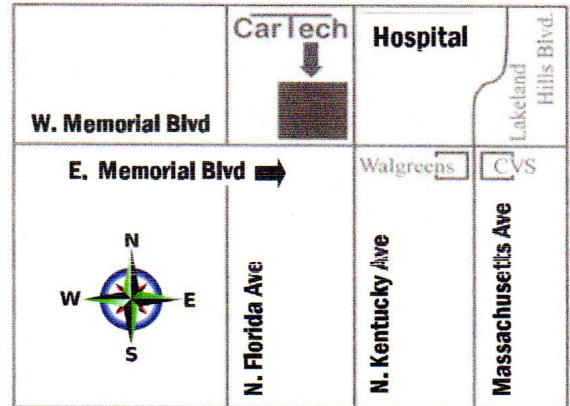 CarTech
Hospital
Lakeland
Hills Blvd.
W. Memorial Blvd
E. Memorial Blvd
Walgreens
CVS
N
W
E
S
N. Florida Ave
N. Kentucky Ave
Massachusetts Ave